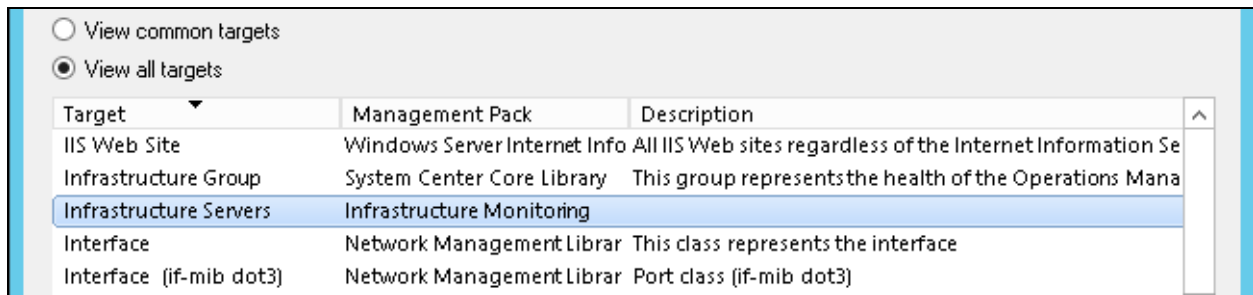 View common targets
View all targets
Target Management Pack Description
IIS Web Site Windows Server Internet Info All IIS Web sites regardless of the Internet Information Se
Infrastructure Group System Center Core Library This group represents the health of the Operations Mana
Infrastructure Servers Infrastructure Monitoring
Interface Network Management Librar This class represents the interface
Interface (if-mib dot3) Network Management Librar Port class (if-mib dot3)